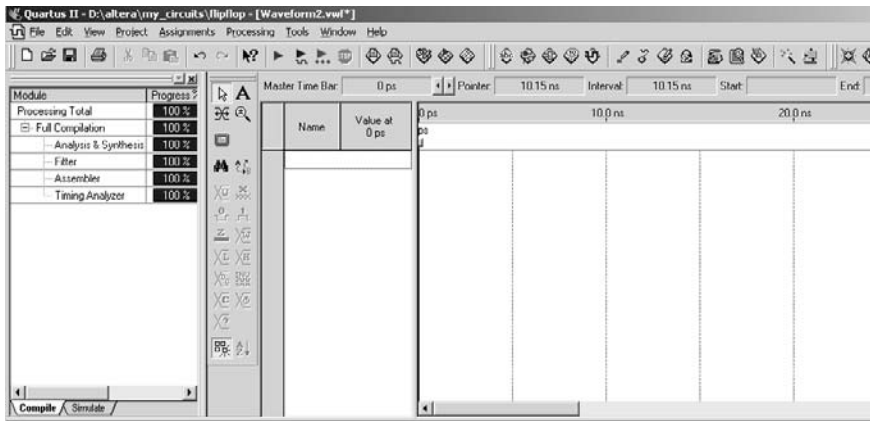 Quartus II - D:\altera\my_circuits\flipflop - [Waveform2.vwf*]
File Edit View Project Assignments Processing Tools Window Help
Module Progress %
Processing Total 100 %
Full Compilation 100 %
Analysis & Synthesis 100 %
Fitter 100 %
Assembler 100 %
Timing Analyzer 100 %
Compile Simulate
A
Master Time Bar: 0 ps Pointer: 10.15 ns Interval: 10.15 ns Start: End:
Name
Value at
0 ps
0 ps 10.0 ns 20.0 ns
ps